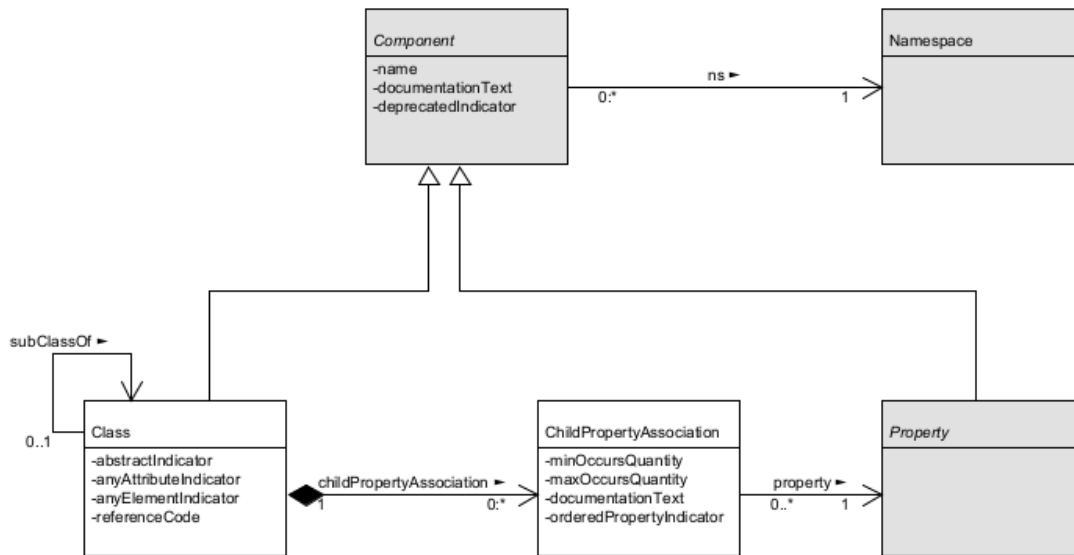 Component
-name
-documentationText
-deprecatedIndicator
ns ►
0:*
1
Namespace
subClassOf ►
0..1
Class
-abstractIndicator
-anyAttributeIndicator
-anyElementIndicator
-referenceCode
childPropertyAssociation ►
1
0:*
ChildPropertyAssociation
-minOccursQuantity
-maxOccursQuantity
-documentationText
-orderedPropertyIndicator
property ►
0..*
1
Property